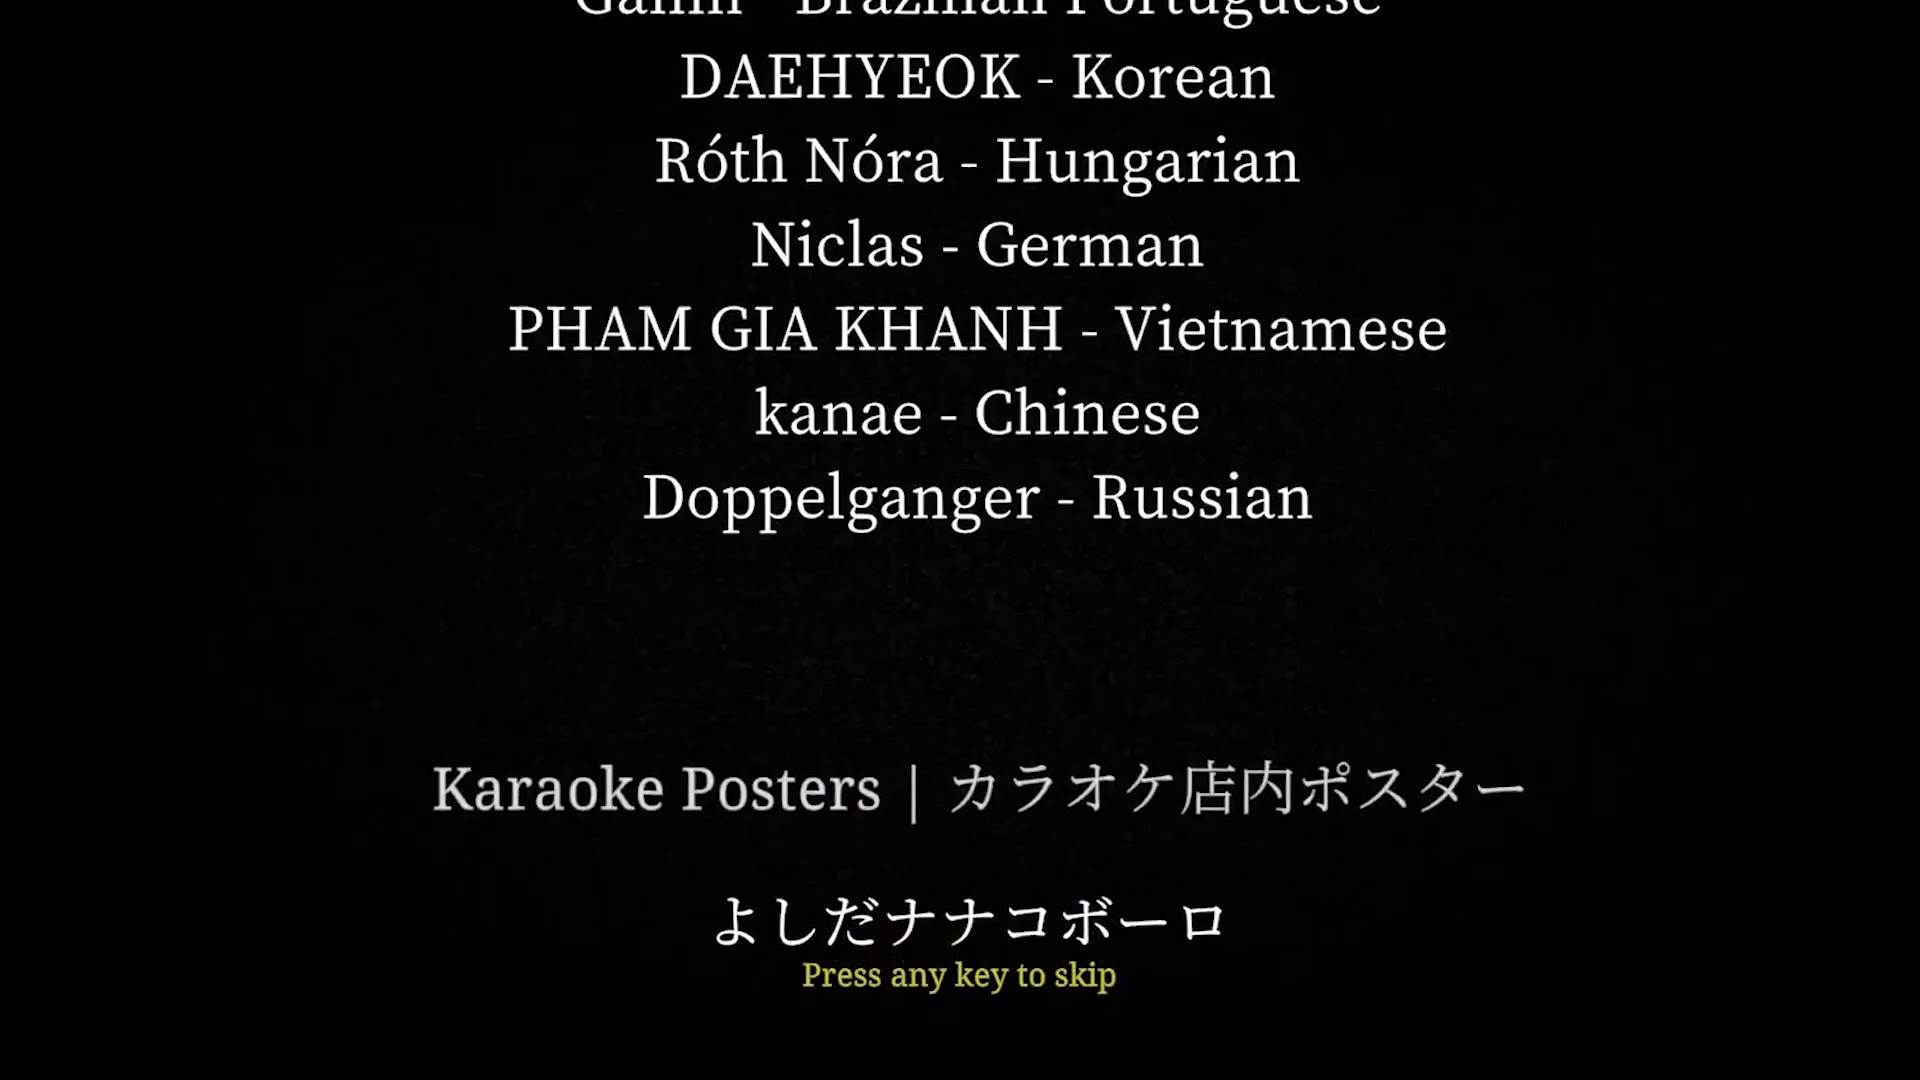 Brazilian Portuguese
DAEHYEOK - Korean
Róth Nóra - Hungarian
Niclas - German
PHAM GIA KHANH - Vietnamese
kanae - Chinese
Doppelganger - Russian
Karaoke Posters | カラオケ店内ポスター
よしだナナコボーロ
Press any key to skip